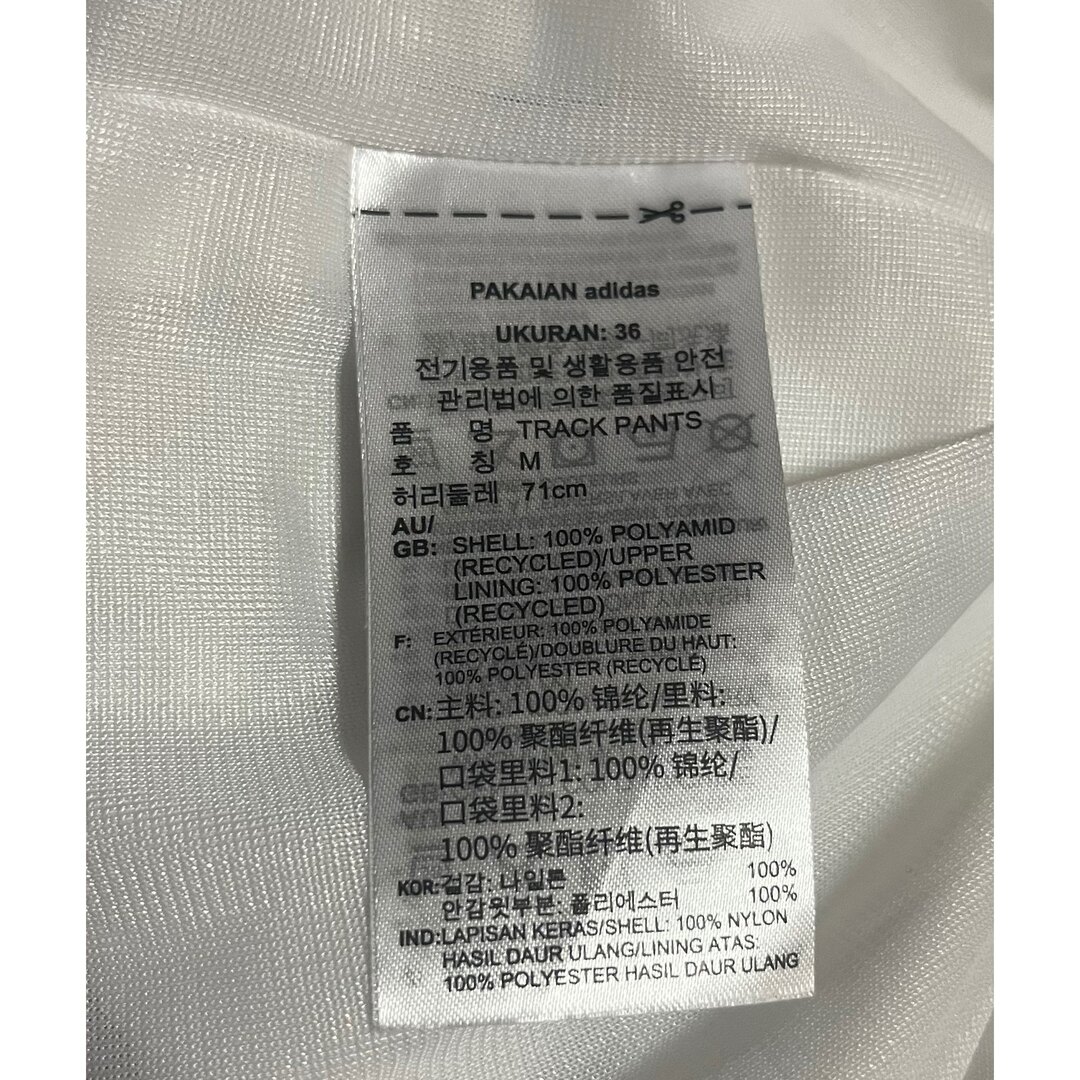 PAKAIAN adidas
UKURAN: 36
전기용품 및 생활용품 안전
관리법에 의한 품질표시
품 명 TRACK PANTS
호 칭 M
허리둘레 71cm
AU/
GB: SHELL: 100% POLYAMID
(RECYCLED)/UPPER
LINING: 100% POLYESTER
(RECYCLED)
F: EXTÉRIEUR: 100% POLYAMIDE
(RECYCLÉ)/DOUBLURE DU HAUT:
100% POLYESTER (RECYCLÉ)
CN: 主料: 100% 锦纶/里料:
100% 聚酯纤维(再生聚酯)/
口袋里料1: 100% 锦纶/
口袋里料2:
100% 聚酯纤维(再生聚酯)
KOR: 겉감: 나일론 100%
안감윗부분: 폴리에스터 100%
IND: LAPISAN KERAS/SHELL: 100% NYLON
HASIL DAUR ULANG/LINING ATAS:
100% POLYESTER HASIL DAUR ULANG